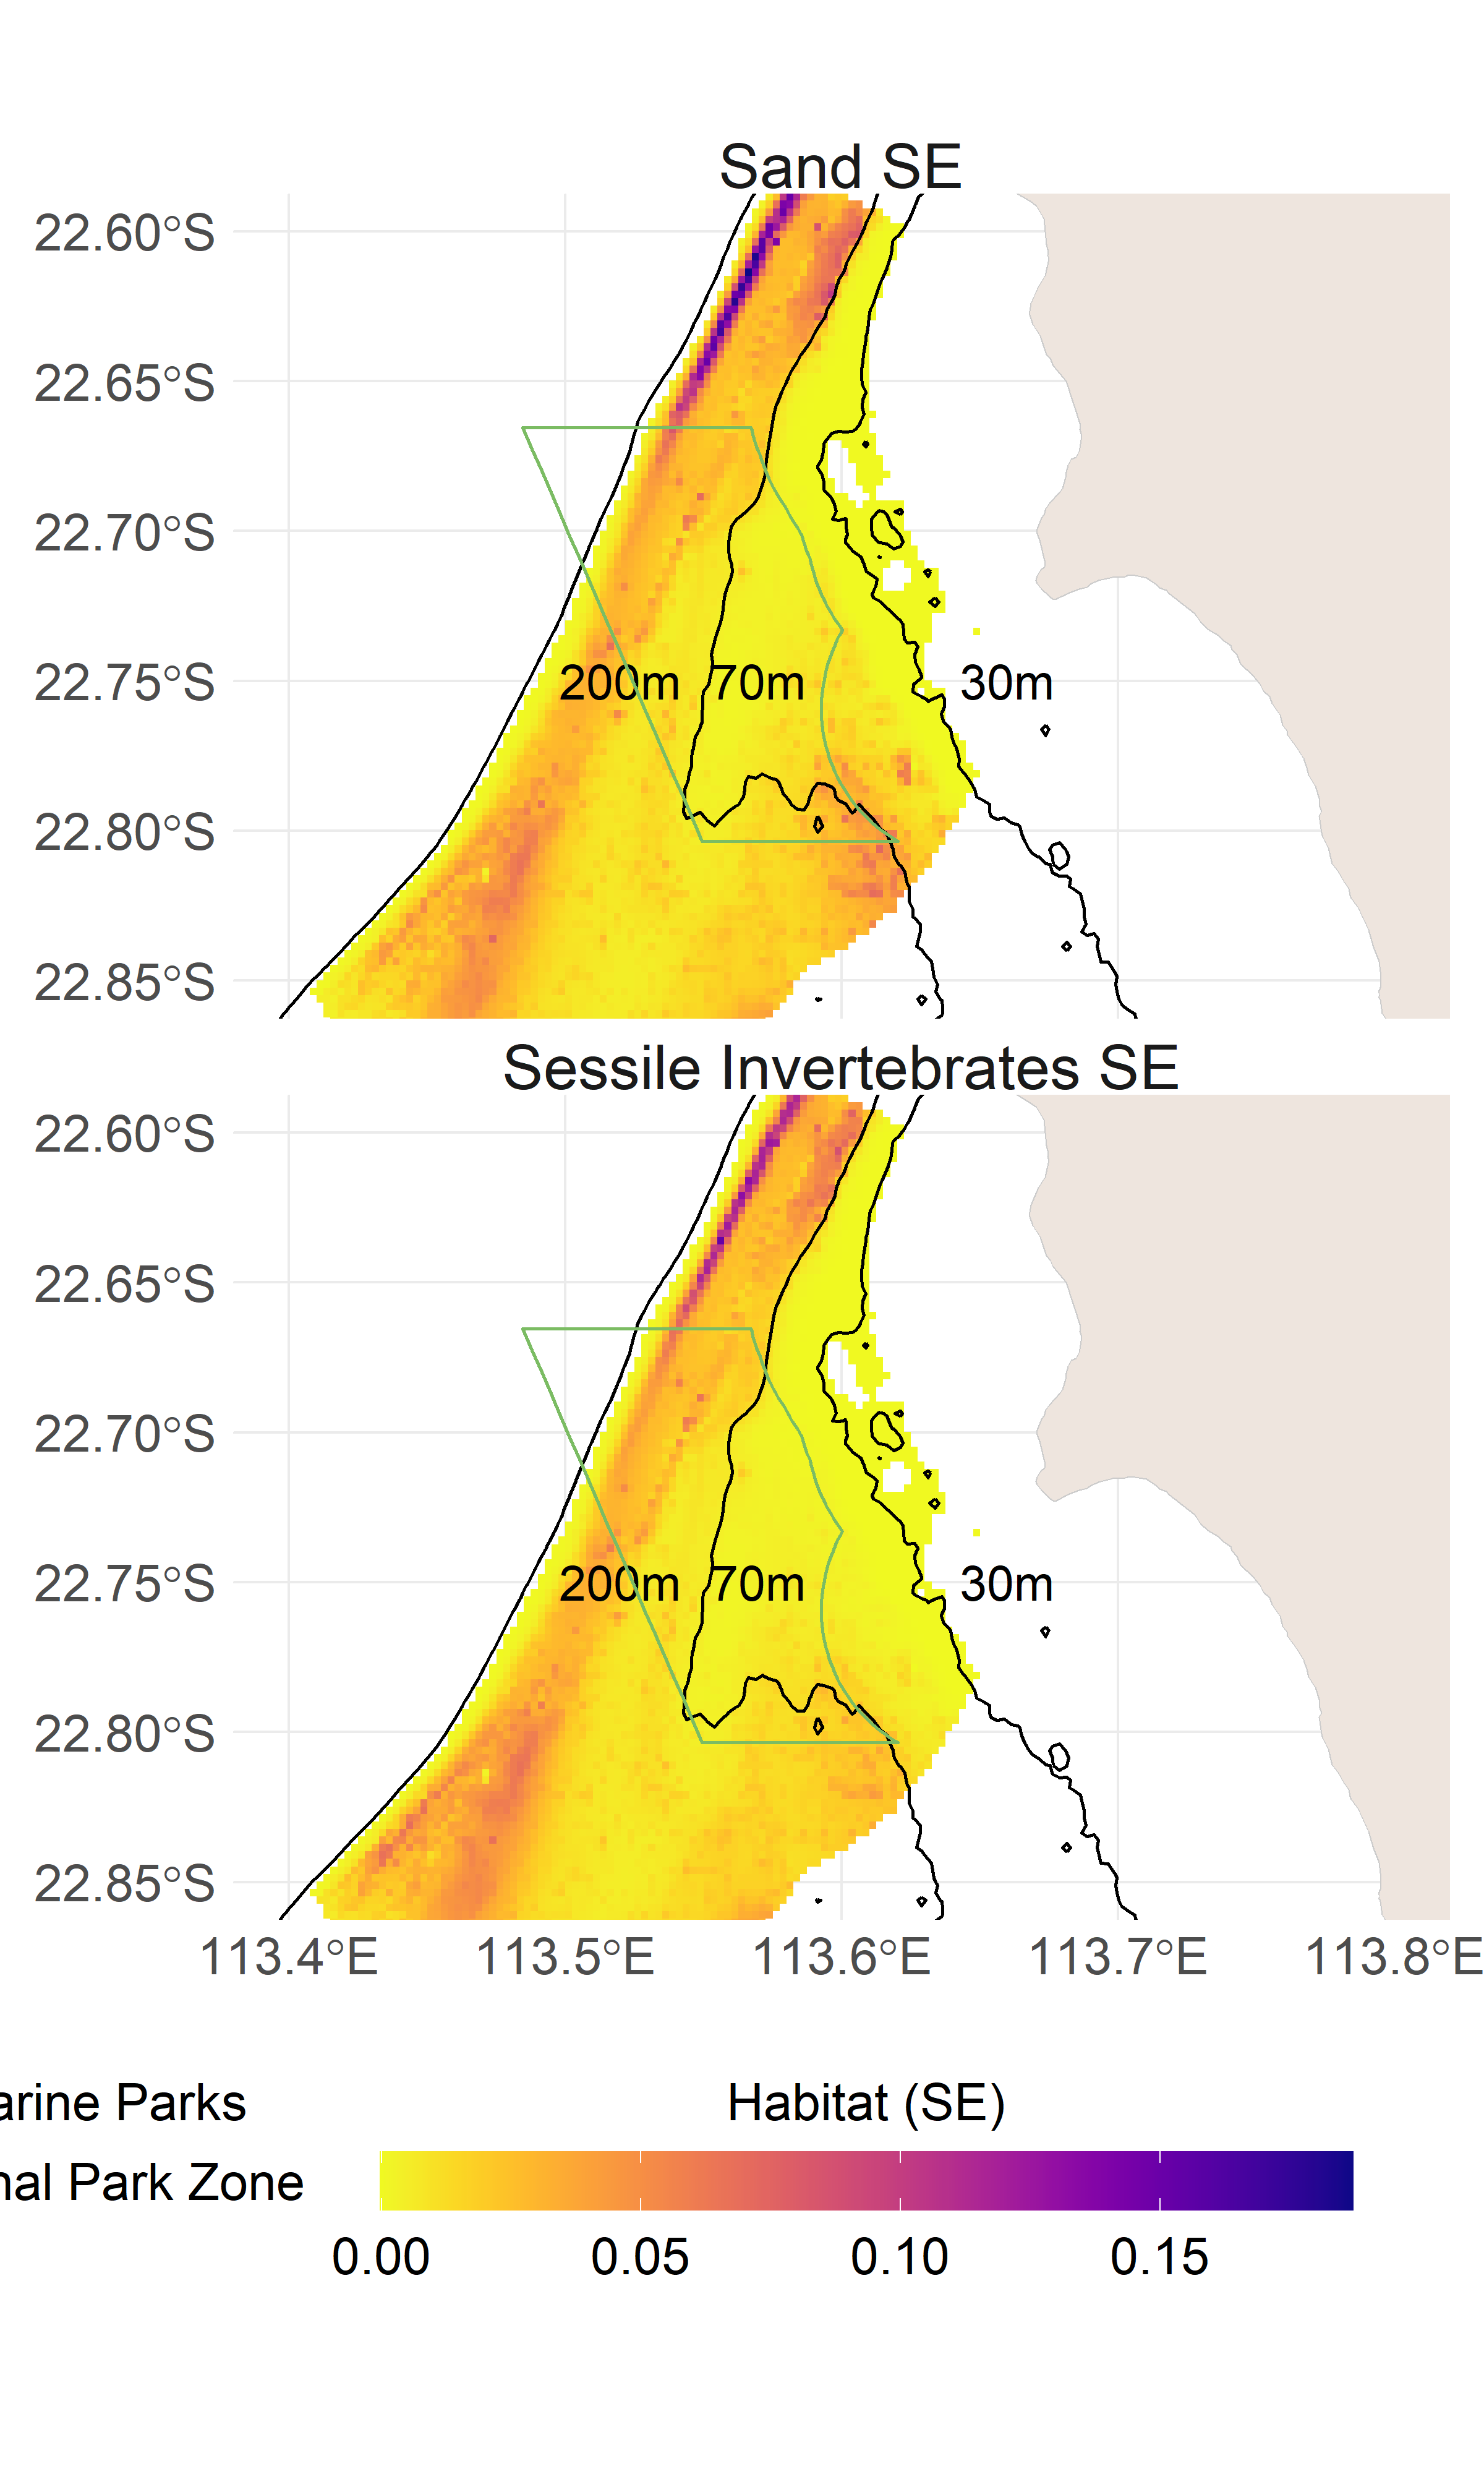 Sand SE
22.60°S
22.65°S
22.70°S
22.75°S
200m 70m 30m
22.80°S
22.85°S
Sessile Invertebrates SE
22.60°S
22.65°S
22.70°S
22.75°S
200m 70m 30m
22.80°S
22.85°S
113.4°E 113.5°E 113.6°E 113.7°E 113.8°E
arine Parks
nal Park Zone
Habitat (SE)
0.00 0.05 0.10 0.15